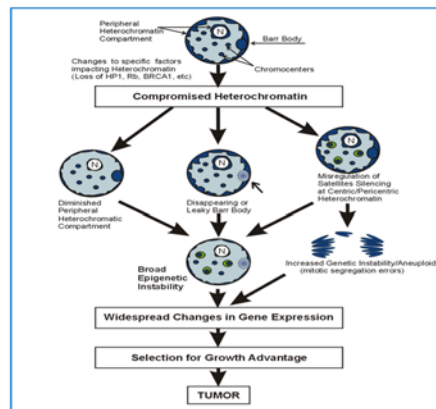 Peripheral
Heterochromatin
Compartment
N
Barr Body
Chromocenters
Changes to specific factors
impacting Heterochromatin
(Loss of HP1, Rb, BRCA1, etc)
Compromised Heterochromatin
N
N
N
Diminished
Peripheral
Heterochromatic
Compartment
Disappearing or
Leaky Barr Body
Misregulation of
Satellites Silencing
at Centric/Pericentric
Heterochromatin
N
Broad
Epigenetic
Instability
Increased Genetic Instability/Aneuploid
(mitotic segregation errors)
Widespread Changes in Gene Expression
Selection for Growth Advantage
TUMOR